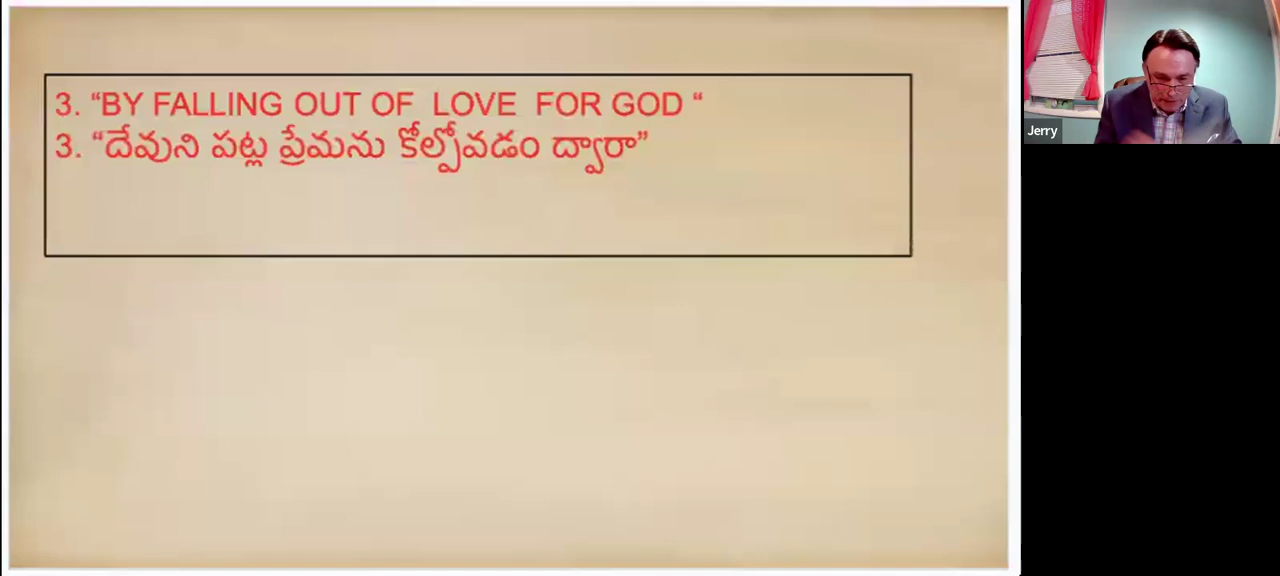 3. “BY FALLING OUT OF LOVE FOR GOD “
3. “దేవుని పట్ల ప్రేమను కోల్పోవడం ద్వారా”
Jerry